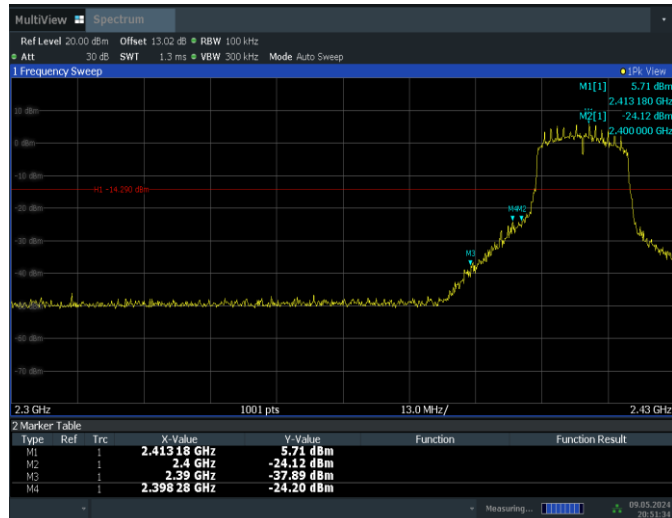 MultiView Spectrum
Ref Level 20.00 dBm Offset 13.02 dB RBW 100 kHz
Att 30 dB SWT 1.3 ms VBW 300 kHz Mode Auto Sweep
1 Frequency Sweep 1Pk View
M1[1] 5.71 dBm
2.413 180 GHz
M2[1] -24.12 dBm
2.400 000 GHz
10 dBm
0 dBm
-10 dBm
H1 -14.290 dBm
-20 dBm
M4 M2
-30 dBm
M3
-40 dBm
-50 dBm
-60 dBm
-70 dBm
2.3 GHz 1001 pts 13.0 MHz/ 2.43 GHz
2 Marker Table
Type Ref Trc X-Value Y-Value Function Function Result
M1 1 2.413 18 GHz 5.71 dBm
M2 1 2.4 GHz -24.12 dBm
M3 1 2.39 GHz -37.89 dBm
M4 1 2.398 28 GHz -24.20 dBm
Measuring... 09.05.2024
20:51:34